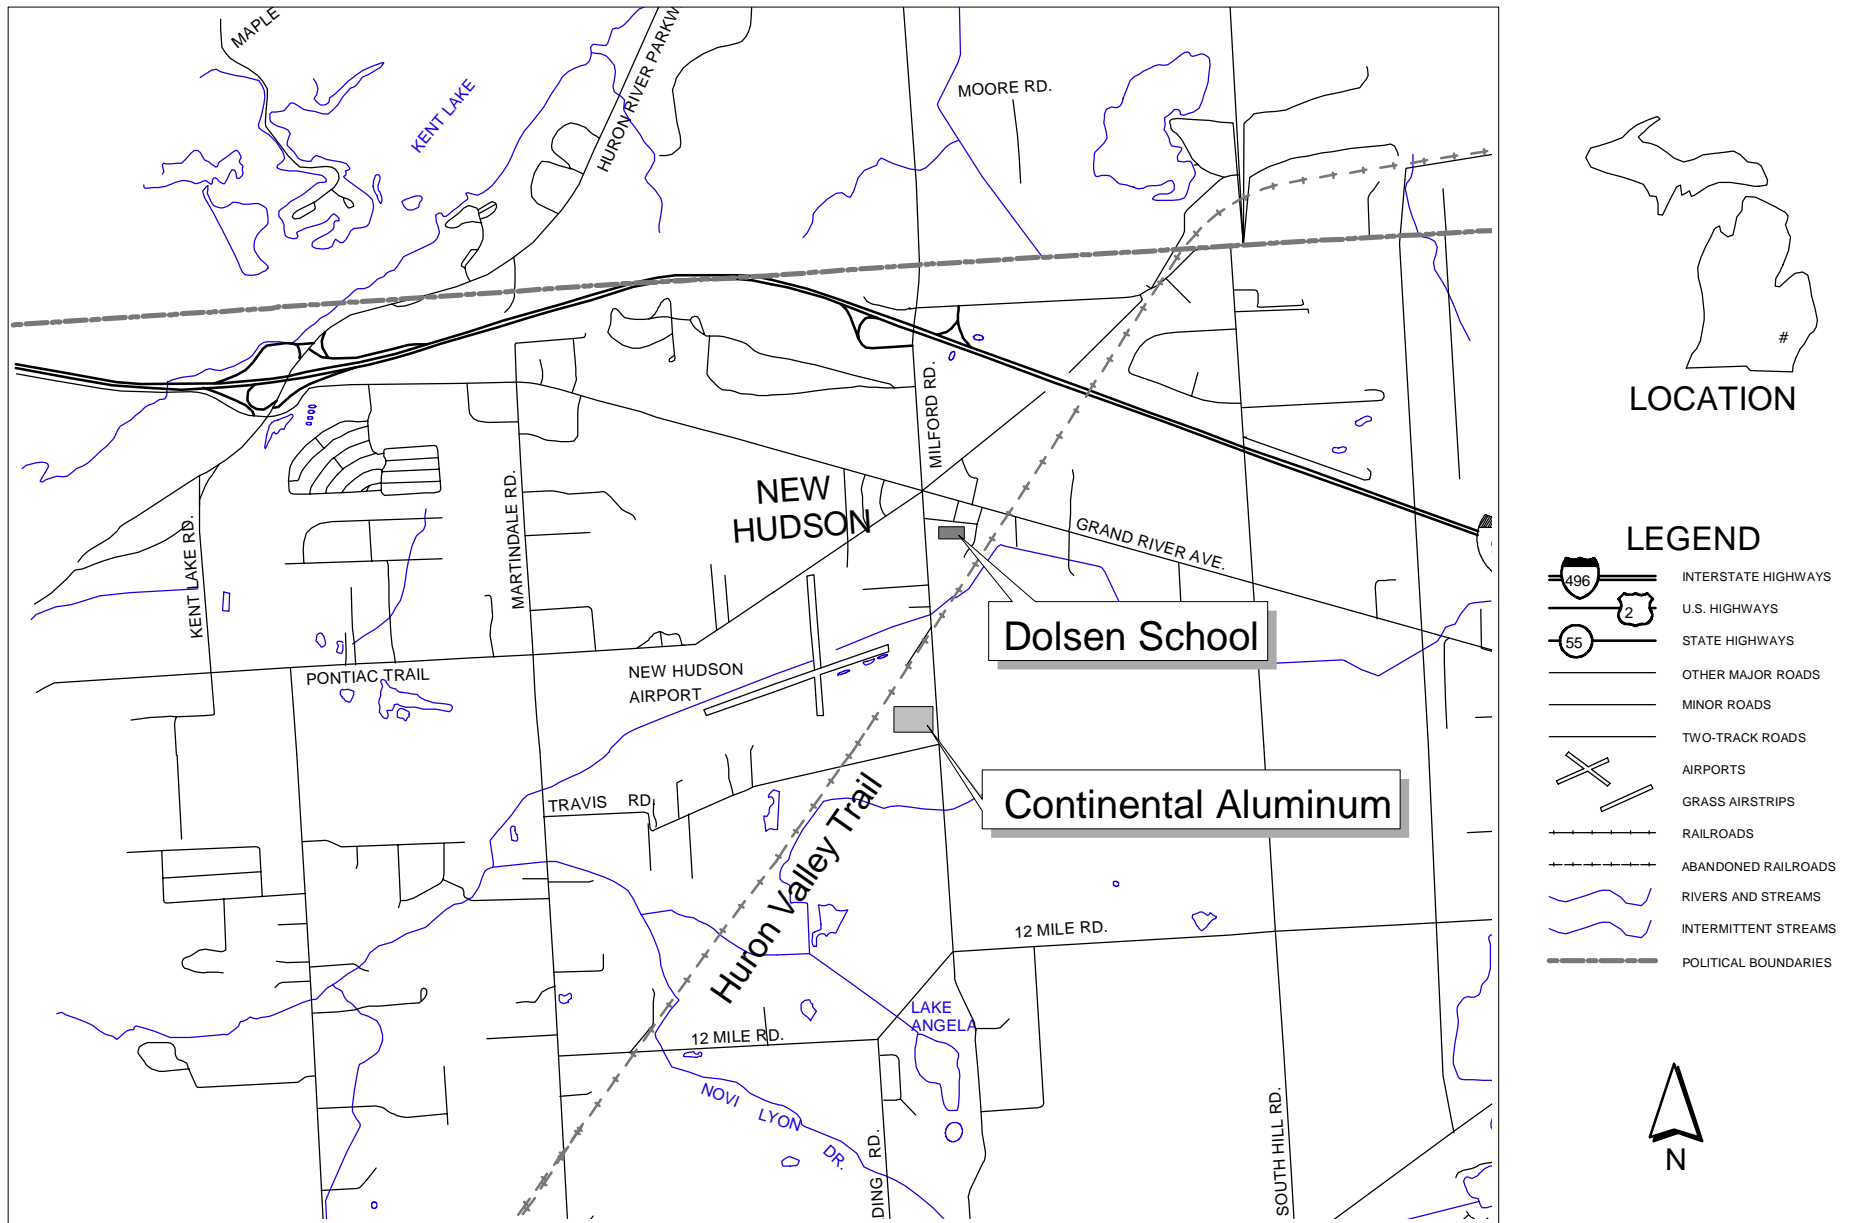 MAPLE
KENT LAKE
HURON RIVER PARKW
MOORE RD.
MILFORD RD.
NEW
HUDSON
GRAND RIVER AVE.
MARTINDALE RD.
KENT LAKE RD.
PONTIAC TRAIL
NEW HUDSON
AIRPORT
Dolsen School
Continental Aluminum
TRAVIS RD.
Huron Valley Trail
12 MILE RD.
LAKE
ANGELA
12 MILE RD.
NOVI LYON DR.
DING RD.
SOUTH HILL RD.
#
LOCATION
LEGEND
496 INTERSTATE HIGHWAYS
2 U.S. HIGHWAYS
55 STATE HIGHWAYS
OTHER MAJOR ROADS
MINOR ROADS
TWO-TRACK ROADS
AIRPORTS
GRASS AIRSTRIPS
RAILROADS
ABANDONED RAILROADS
RIVERS AND STREAMS
INTERMITTENT STREAMS
POLITICAL BOUNDARIES
N